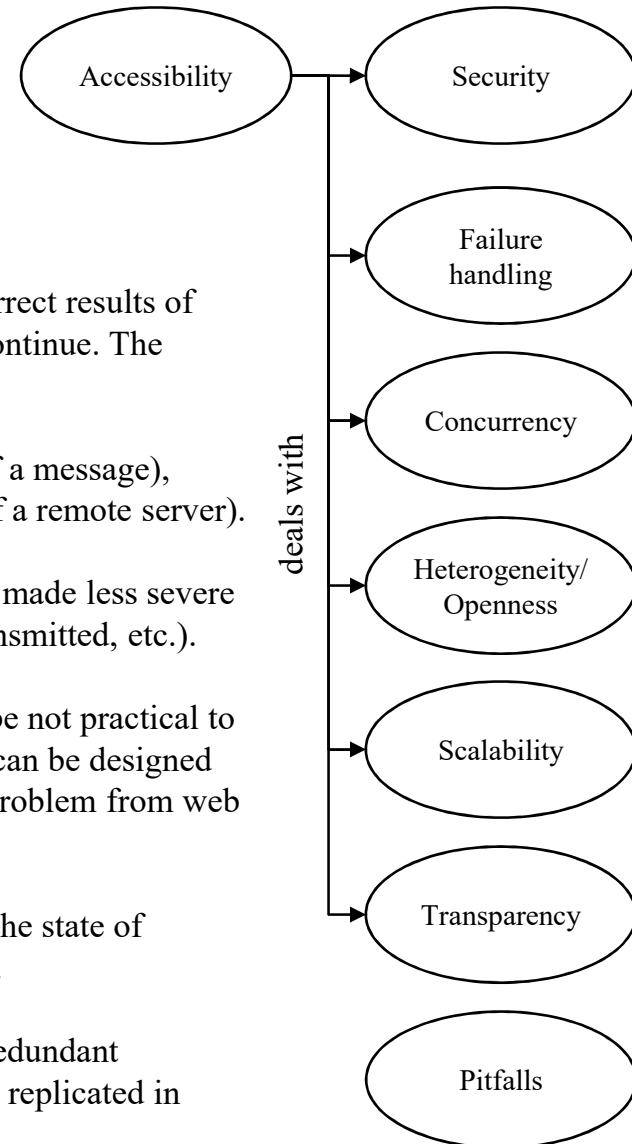 Accessibility
Security
Failure
handling
Concurrency
Heterogeneity/
Openness
Scalability
Transparency
Pitfalls
deals with
rrect results of
ontinue. The
f a message),
f a remote server).
made less severe
nsmitted, etc.).
be not practical to
can be designed
roblem from web
he state of
edundant
replicated in